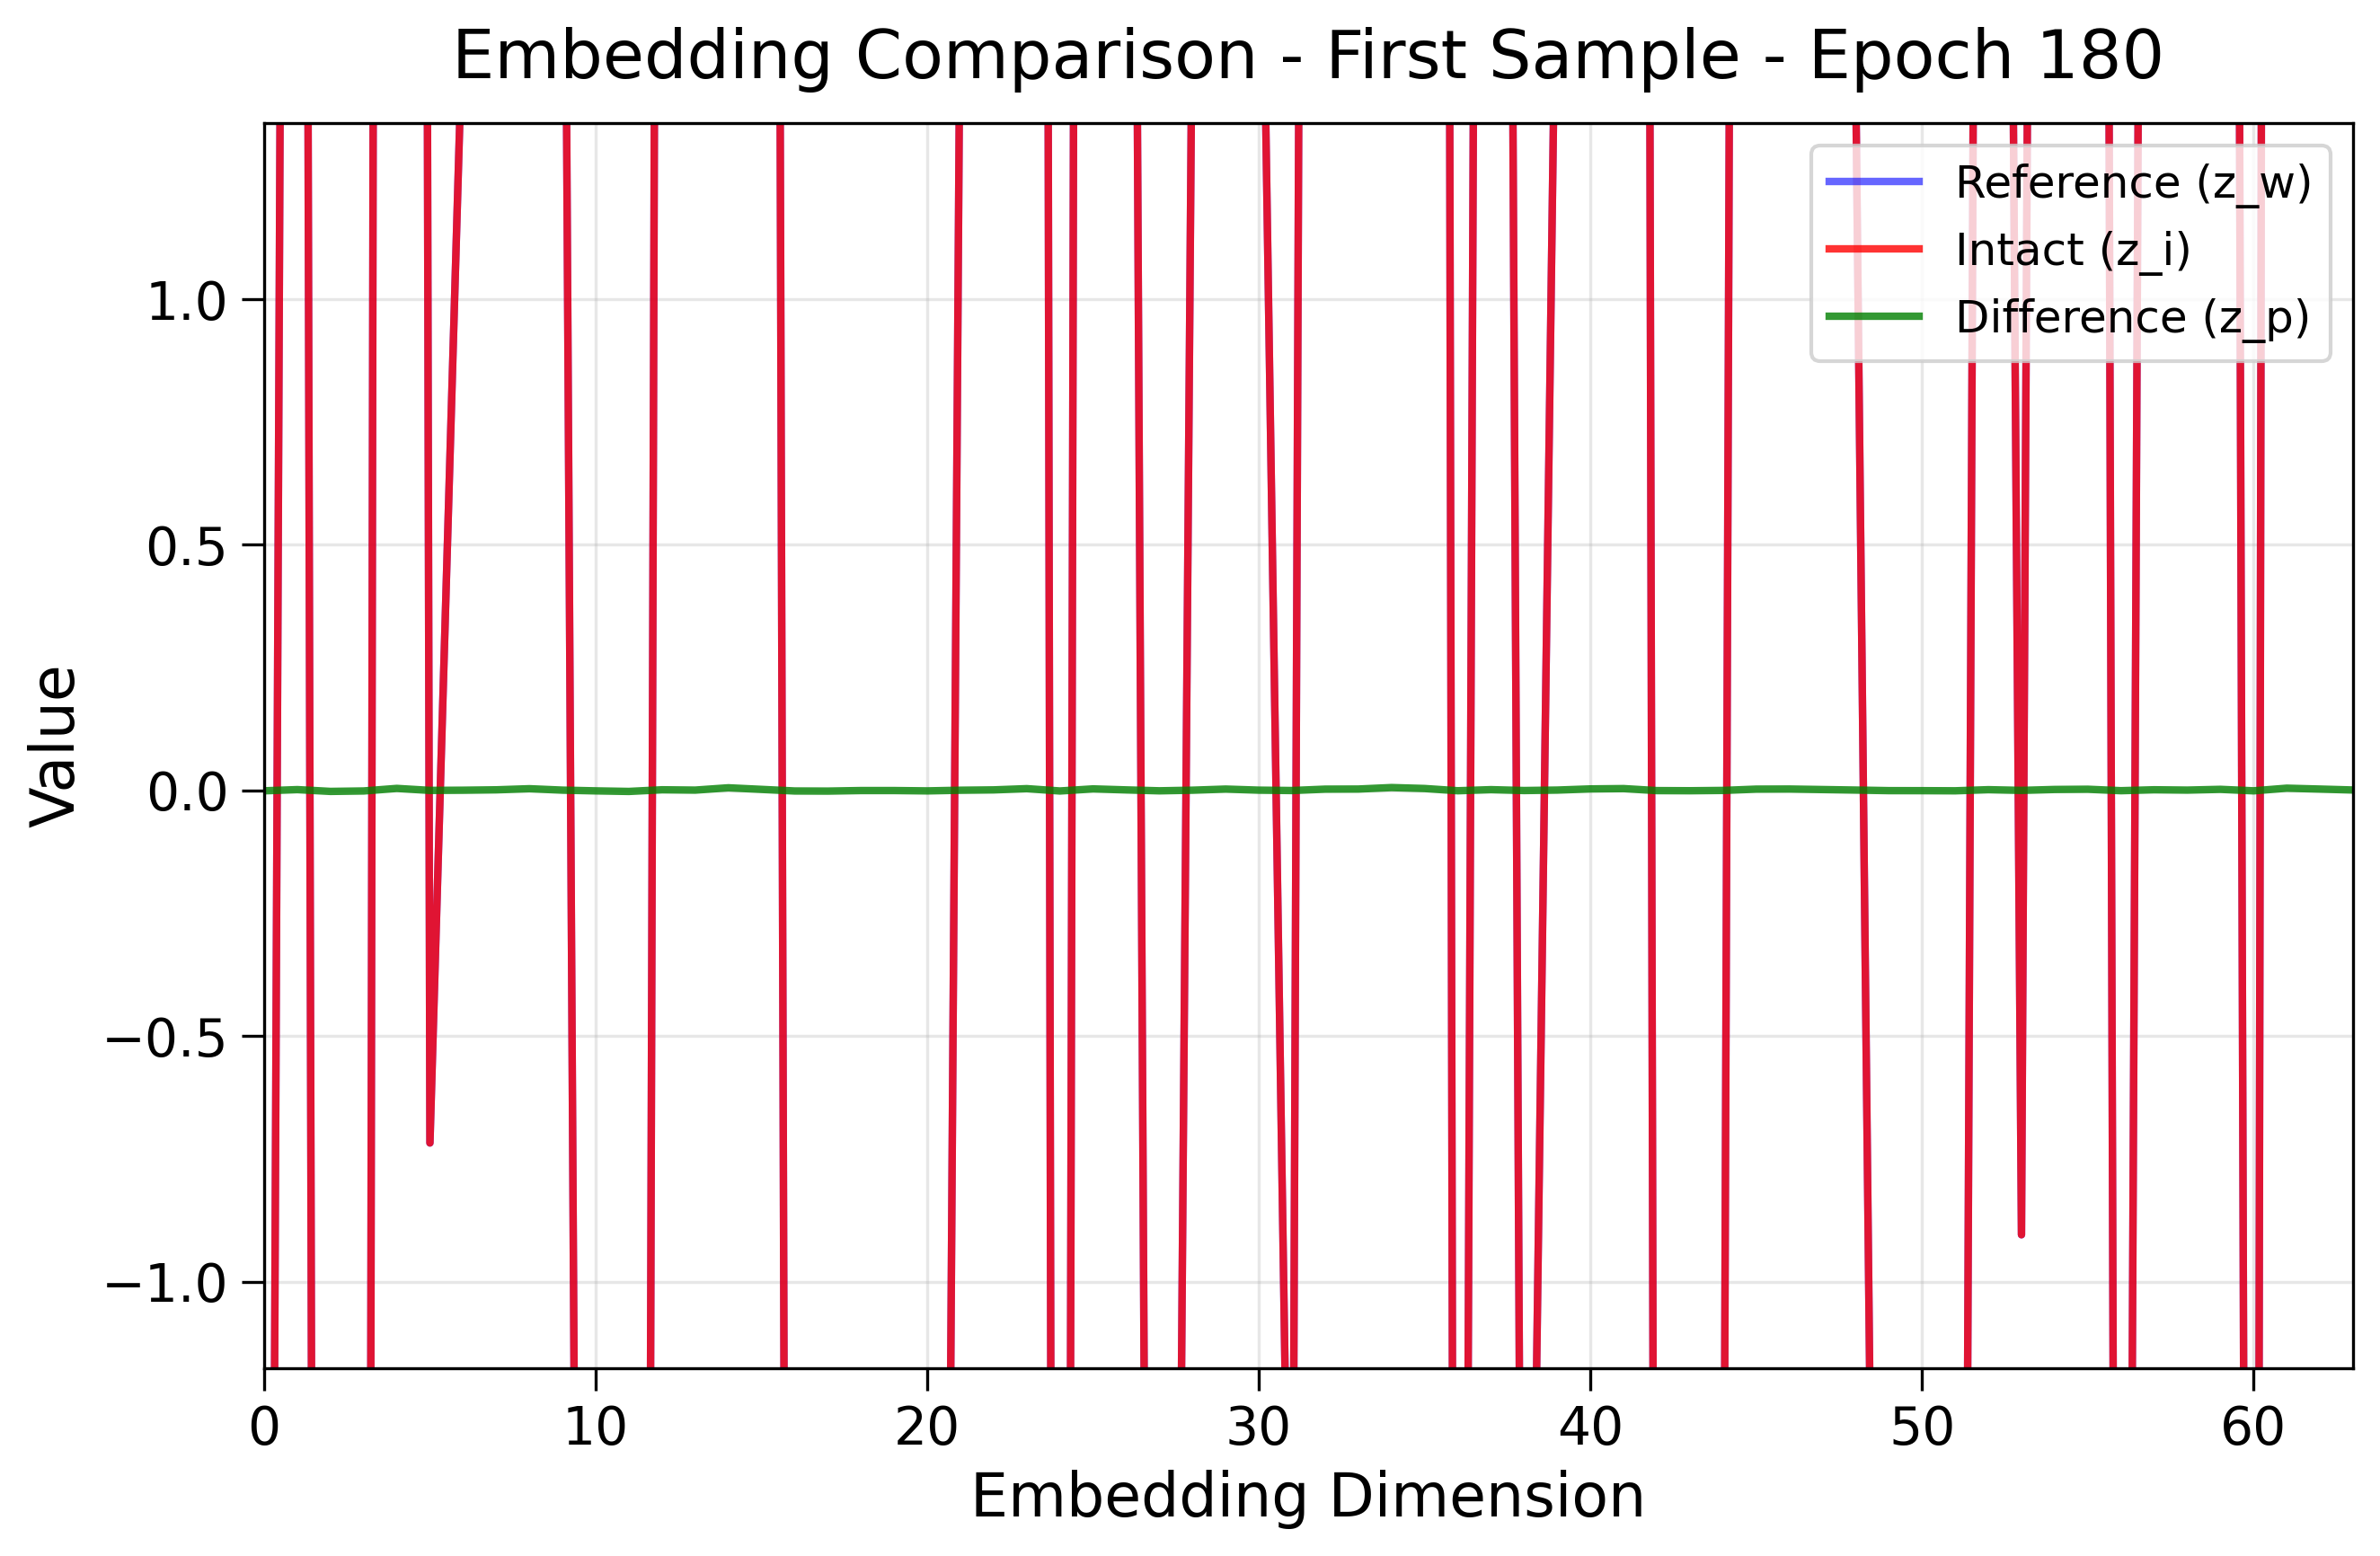 Embedding Comparison - First Sample - Epoch 180
Reference (z_w)
Intact (z_i)
Difference (z_p)
1.0
0.5
0.0
−0.5
−1.0
Value
0 10 20 30 40 50 60
Embedding Dimension